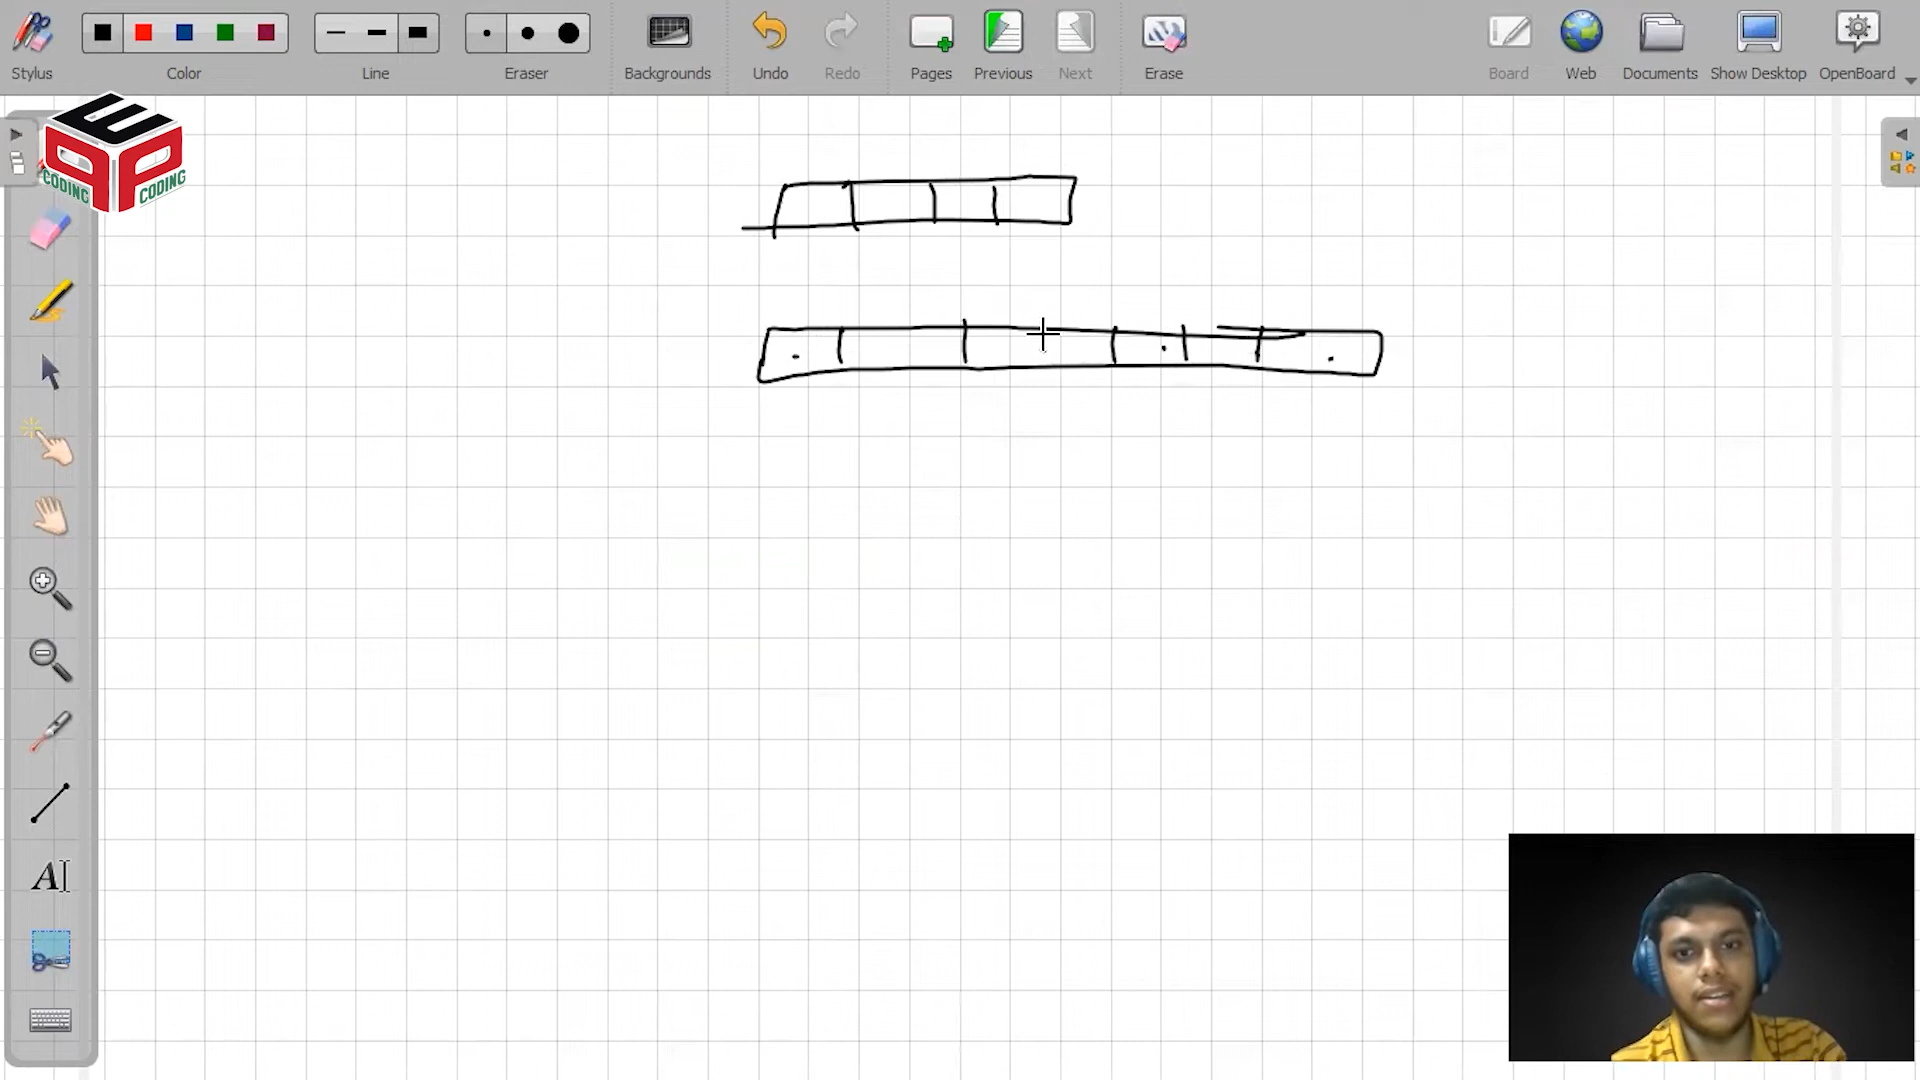 Stylus
Color
Line
Eraser
Backgrounds
Undo
Redo
Pages
Previous
Next
Erase
Board
Web
Documents
Show Desktop
OpenBoard
CODING
CODING
A